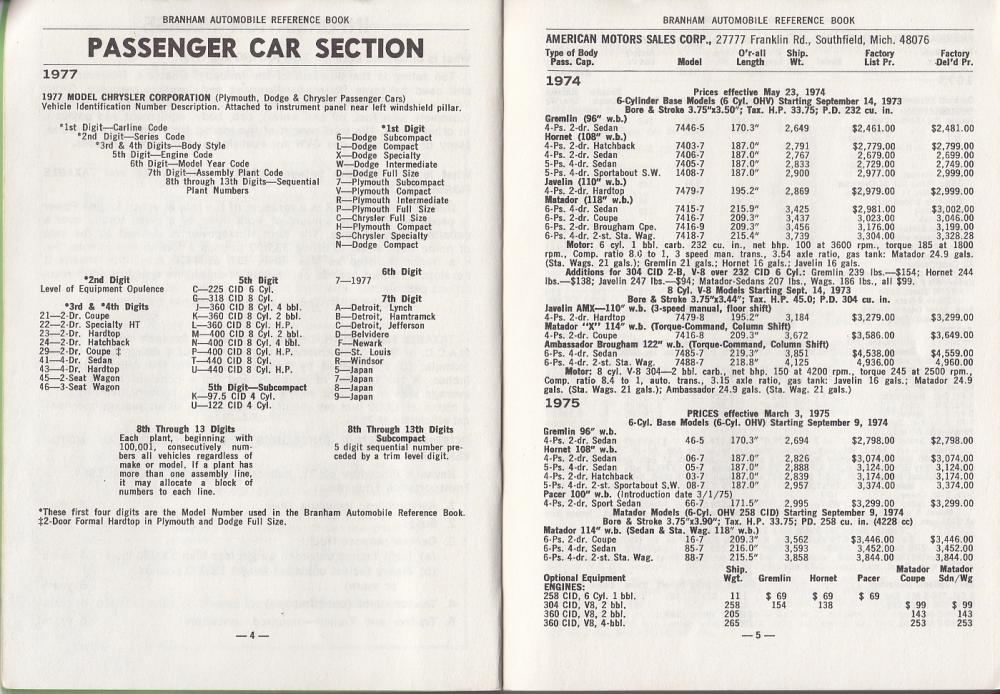 BRANHAM AUTOMOBILE REFERENCE BOOK
PASSENGER CAR SECTION
1977
1977 MODEL CHRYSLER CORPORATION (Plymouth, Dodge & Chrysler Passenger Cars)
Vehicle Identification Number Description. Attached to instrument panel near left windshield pillar.
*1st Digit—Carline Code
*2nd Digit—Series Code
*3rd & 4th Digits—Body Style
5th Digit—Engine Code
6th Digit—Model Year Code
7th Digit—Assembly Plant Code
8th through 13th Digits—Sequential
Plant Numbers
*1st Digit
6—Dodge Subcompact
L—Dodge Compact
X—Dodge Specialty
W—Dodge Intermediate
D—Dodge Full Size
7—Plymouth Subcompact
V—Plymouth Compact
R—Plymouth Intermediate
P—Plymouth Full Size
C—Chrysler Full Size
H—Plymouth Compact
S—Chrysler Specialty
N—Dodge Compact
*2nd Digit
Level of Equipment Opulence
*3rd & *4th Digits
21—2-Dr. Coupe
22—2-Dr. Specialty HT
23—2-Dr. Hardtop
24—2-Dr. Hatchback
29—2-Dr. Coupe ‡
41—4-Dr. Sedan
43—4-Dr. Hardtop
45—2-Seat Wagon
46—3-Seat Wagon
5th Digit
C—225 CID 6 Cyl.
G—318 CID 8 Cyl.
J—360 CID 8 Cyl. 4 bbl.
K—360 CID 8 Cyl. 2 bbl.
L—360 CID 8 Cyl. H.P.
M—400 CID 8 Cyl. 2 bbl.
N—400 CID 8 Cyl. 4 bbl.
P—400 CID 8 Cyl. H.P.
T—440 CID 8 Cyl.
U—440 CID 8 Cyl. H.P.
5th Digit—Subcompact
K—97.5 CID 4 Cyl.
U—122 CID 4 Cyl.
6th Digit
7—1977
7th Digit
A—Detroit, Lynch
B—Detroit, Hamtramck
C—Detroit, Jefferson
D—Belvidere
F—Newark
G—St. Louis
R—Windsor
5—Japan
7—Japan
8—Japan
9—Japan
8th Through 13 Digits
Each plant, beginning with
100,001, consecutively num-
bers all vehicles regardless of
make or model. If a plant has
more than one assembly line,
it may allocate a block of
numbers to each line.
8th Through 13th Digits
Subcompact
5 digit sequential number pre-
ceded by a trim level digit.
*These first four digits are the Model Number used in the Branham Automobile Reference Book.
‡2-Door Formal Hardtop in Plymouth and Dodge Full Size.
— 4 —
BRANHAM AUTOMOBILE REFERENCE BOOK
AMERICAN MOTORS SALES CORP., 27777 Franklin Rd., Southfield, Mich. 48076
Type of Body O'r-all Ship. Factory Factory
Pass. Cap. Model Length Wt. List Pr. Del'd Pr.
1974
Prices effective May 23, 1974
6-Cylinder Base Models (6 Cyl. OHV) Starting September 14, 1973
Bore & Stroke 3.75"x3.50"; Tax. H.P. 33.75; P.D. 232 cu. in.
Gremlin (96" w.b.)
4-Ps. 2-dr. Sedan 7446-5 170.3" 2,649 $2,461.00 $2,481.00
Hornet (108" w.b.)
4-Ps. 2-dr. Hatchback 7403-7 187.0" 2,791 $2,779.00 $2,799.00
4-Ps. 2-dr. Sedan 7406-7 187.0" 2,767 2,679.00 2,699.00
5-Ps. 4-dr. Sedan 7405-7 187.0" 2,833 2,729.00 2,749.00
5-Ps. 4-dr. Sportabout S.W. 1408-7 187.0" 2,900 2,977.00 2,999.00
Javelin (110" w.b.)
4-Ps. 2-dr. Hardtop 7479-7 195.2" 2,869 $2,979.00 $2,999.00
Matador (118" w.b.)
6-Ps. 4-dr. Sedan 7415-7 215.9" 3,425 $2,981.00 $3,002.00
6-Ps. 2-dr. Coupe 7416-7 209.3" 3,437 3,023.00 3,046.00
6-Ps. 2-dr. Brougham Cpe. 7416-9 209.3" 3,456 3,176.00 3,199.00
6-Ps. 4-dr. 2-st. Sta. Wag. 7418-7 215.4" 3,739 3,304.00 3,328.28
Motor: 6 cyl. 1 bbl. carb. 232 cu. in., net bhp. 100 at 3600 rpm., torque 185 at 1800
rpm., Comp. ratio 8.0 to 1, 3 speed man. trans., 3.54 axle ratio, gas tank: Matador 24.9 gals.
(Sta. Wags. 21 gals.); Gremlin 21 gals.; Hornet 16 gals.; Javelin 16 gals.
Additions for 304 CID 2-B, V-8 over 232 CID 6 Cyl.: Gremlin 239 lbs.—$154; Hornet 244
lbs.—$138; Javelin 247 lbs.—$94; Matador-Sedans 207 lbs., Wags. 186 lbs., all $99.
8 Cyl. V-8 Models Starting Sept. 14, 1973
Bore & Stroke 3.75"x3.44"; Tax. H.P. 45.0; P.D. 304 cu. in.
Javelin AMX—110" w.b. (3-speed manual, floor shift)
4-Ps. 2-dr. Hardtop 7479-8 195.2" 3,184 $3,279.00 $3,299.00
Matador "X" 114" w.b. (Torque-Command, Column Shift)
6-Ps. 2-dr. Coupe 7416-8 209.3" 3,672 $3,586.00 $3,649.00
Ambassador Brougham 122" w.b. (Torque-Command, Column Shift)
6-Ps. 4-dr. Sedan 7485-7 219.3" 3,851 $4,538.00 $4,559.00
6-Ps. 4-dr. 2-st. Sta. Wag. 7488-7 218.8" 4,125 4,936.00 4,960.00
Motor: 8 cyl. V-8 304—2 bbl. carb., net bhp. 150 at 4200 rpm., torque 245 at 2500 rpm.,
Comp. ratio 8.4 to 1, auto. trans., 3.15 axle ratio, gas tank: Javelin 16 gals.; Matador 24.9
gals. (Sta. Wags. 21 gals.); Ambassador 24.9 gals. (Sta. Wag. 21 gals.)
1975
PRICES effective March 3, 1975
6-Cyl. Base Models (6-Cyl. OHV) Starting September 9, 1974
Gremlin 96" w.b.
4-Ps. 2-dr. Sedan 46-5 170.3" 2,694 $2,798.00 $2,798.00
Hornet 108" w.b.
4-Ps. 2-dr. Sedan 06-7 187.0" 2,826 $3,074.00 $3,074.00
5-Ps. 4-dr. Sedan 05-7 187.0" 2,888 3,124.00 3,124.00
4-Ps. 2-dr. Hatchback 03-7 187.0" 2,839 3,174.00 3,174.00
5-Ps. 4-dr. 2-st. Sportabout S.W. 08-7 187.0" 2,957 3,374.00 3,374.00
Pacer 100" w.b. (Introduction date 3/1/75)
4-Ps. 2-dr. Sport Sedan 66-7 171.5" 2,995 $3,299.00 $3,299.00
Matador Models (6-Cyl. OHV 258 CID) Starting September 9, 1974
Bore & Stroke 3.75"x3.90"; Tax. H.P. 33.75; PD. 258 cu. in. (4228 cc)
Matador 114" w.b. (Sedan & Sta. Wag. 118" w.b.)
6-Ps. 2-dr. Coupe 16-7 209.3" 3,562 $3,446.00 $3,446.00
6-Ps. 4-dr. Sedan 85-7 216.0" 3,593 3,452.00 3,452.00
6-Ps. 4-dr. 2-st. Sta. Wag. 88-7 215.5" 3,858 3,844.00 3,844.00
Ship. Matador Matador
Optional Equipment Wgt. Gremlin Hornet Pacer Coupe Sdn/Wg
ENGINES:
258 CID, 6 Cyl. 1 bbl. 11 $ 69 $ 69 $ 69
304 CID, V8, 2 bbl. 258 154 138 $ 99 $ 99
360 CID, V8, 2 bbl. 205 143 143
360 CID, V8, 4-bbl. 265 253 253
— 5 —